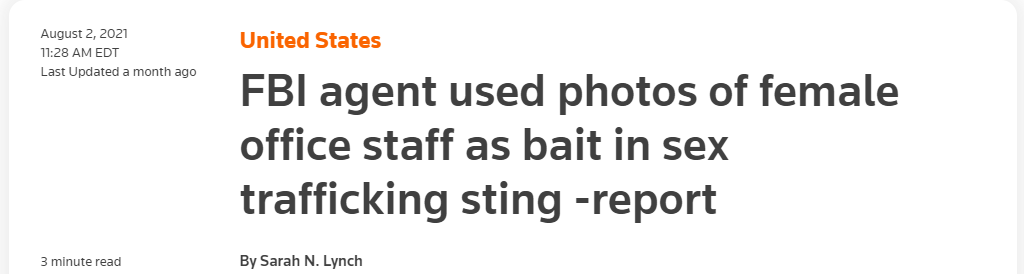 August 2, 2021
11:28 AM EDT
Last Updated a month ago
United States
FBI agent used photos of female
office staff as bait in sex
trafficking sting -report
3 minute read
By Sarah N. Lynch